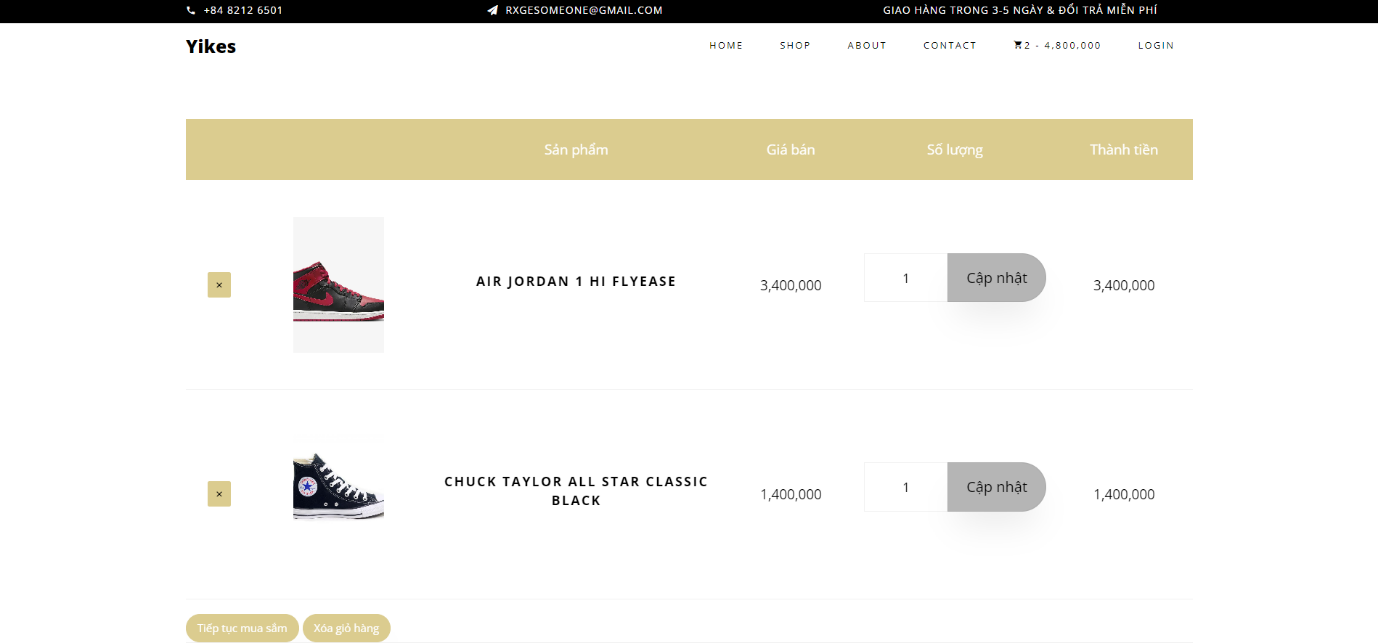 +84 8212 6501
RXGESOMEONE@GMAIL.COM
GIAO HÀNG TRONG 3-5 NGÀY & ĐỔI TRẢ MIỄN PHÍ
Yikes
HOME
SHOP
ABOUT
CONTACT
2 - 4,800,000
LOGIN
Sản phẩm
Giá bán
Số lượng
Thành tiền
×
AIR JORDAN 1 HI FLYEASE
3,400,000
1
Cập nhật
3,400,000
×
CHUCK TAYLOR ALL STAR CLASSIC
BLACK
1,400,000
1
Cập nhật
1,400,000
Tiếp tục mua sắm
Xóa giỏ hàng